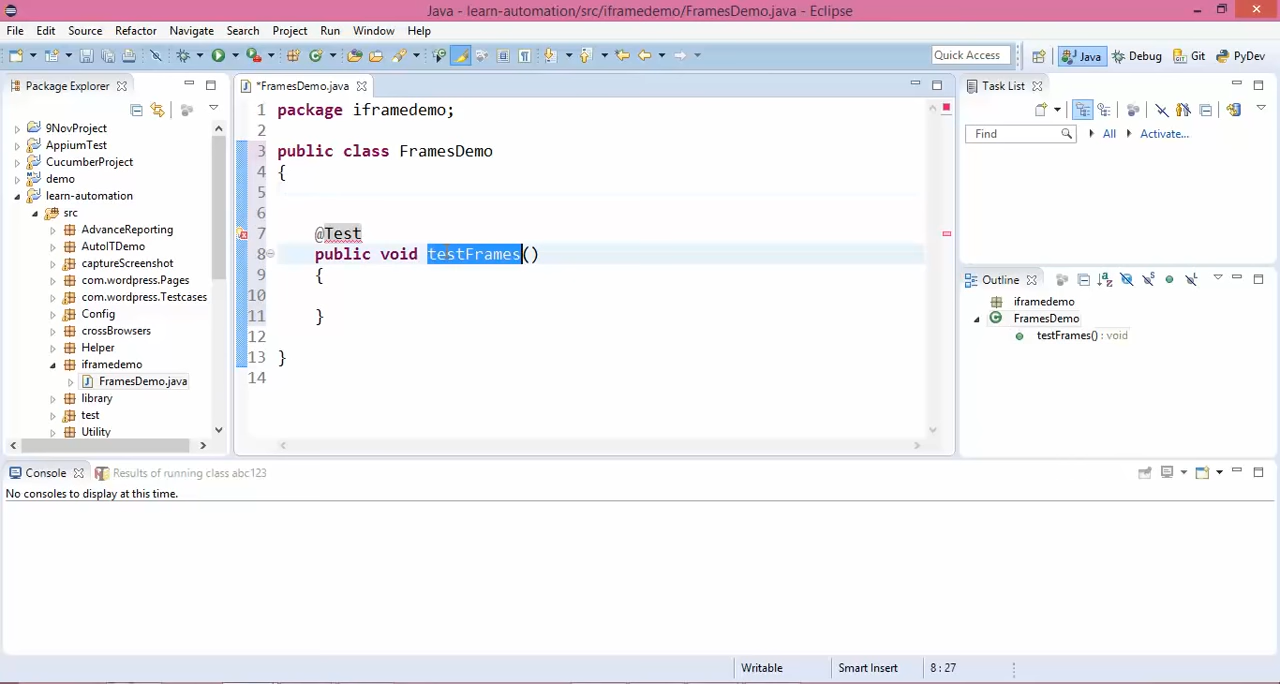 Java - learn-automation/src/iframedemo/FramesDemo.java - Eclipse
File Edit Source Refactor Navigate Search Project Run Window Help
Quick Access Java Debug Git PyDev
Package Explorer
9NovProject
AppiumTest
CucumberProject
demo
learn-automation
src
AdvanceReporting
AutoITDemo
captureScreenshot
com.wordpress.Pages
com.wordpress.Testcases
Config
crossBrowsers
Helper
iframedemo
FramesDemo.java
library
test
Utility
*FramesDemo.java
1 package iframedemo;
2
3 public class FramesDemo
4 {
5
6
7 @Test
8 public void testFrames()
9 {
10
11 }
12
13 }
14
Task List
Find All Activate...
Outline
iframedemo
FramesDemo
testFrames() : void
Console Results of running class abc123
No consoles to display at this time.
Writable Smart Insert 8 : 27